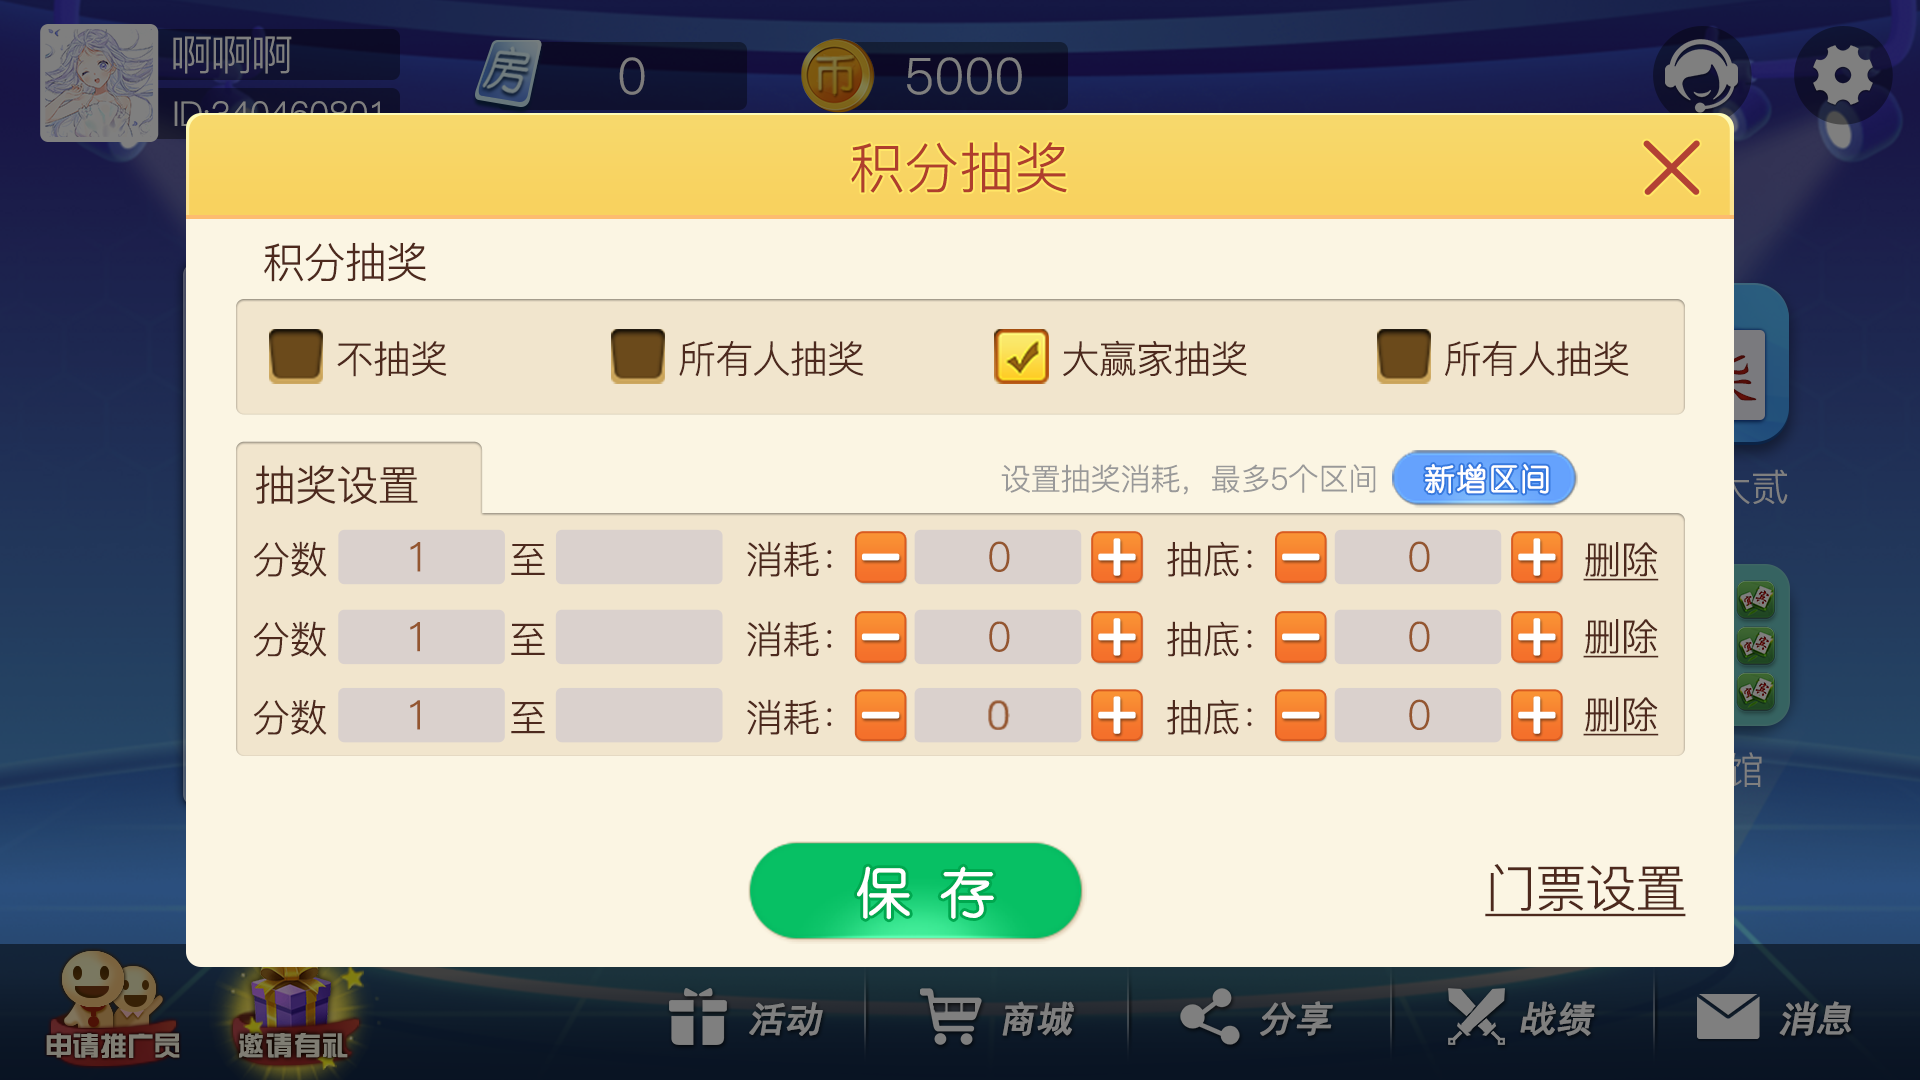 啊啊啊
房 0
币 5000
ID:340460801
积分抽奖
积分抽奖
不抽奖 所有人抽奖 大赢家抽奖 所有人抽奖
抽奖设置 设置抽奖消耗，最多5个区间 新增区间
分数 1 至 消耗： 0 抽底： 0 删除
分数 1 至 消耗： 0 抽底： 0 删除
分数 1 至 消耗： 0 抽底： 0 删除
大贰
馆
保存
门票设置
申请推广员 邀请有礼 活动 商城 分享 战绩 消息